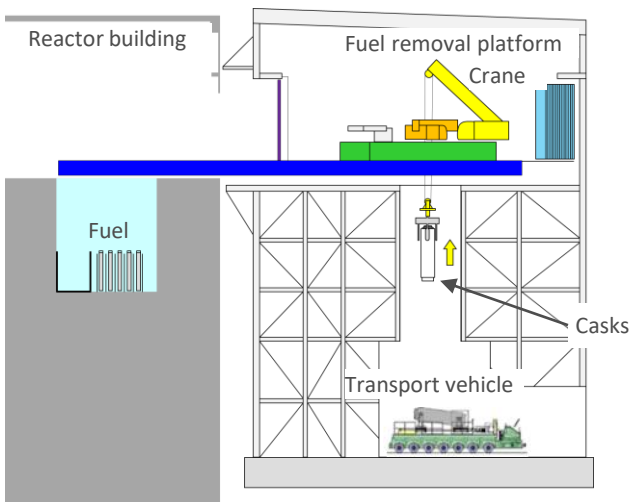 Reactor building
Fuel removal platform
Crane
Fuel
Casks
Transport vehicle